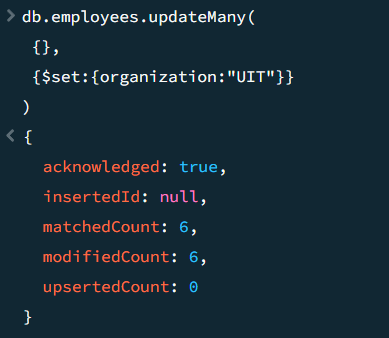 > db.employees.updateMany(
{},
{$set:{organization:"UIT"}}
)
< {
acknowledged: true,
insertedId: null,
matchedCount: 6,
modifiedCount: 6,
upsertedCount: 0
}